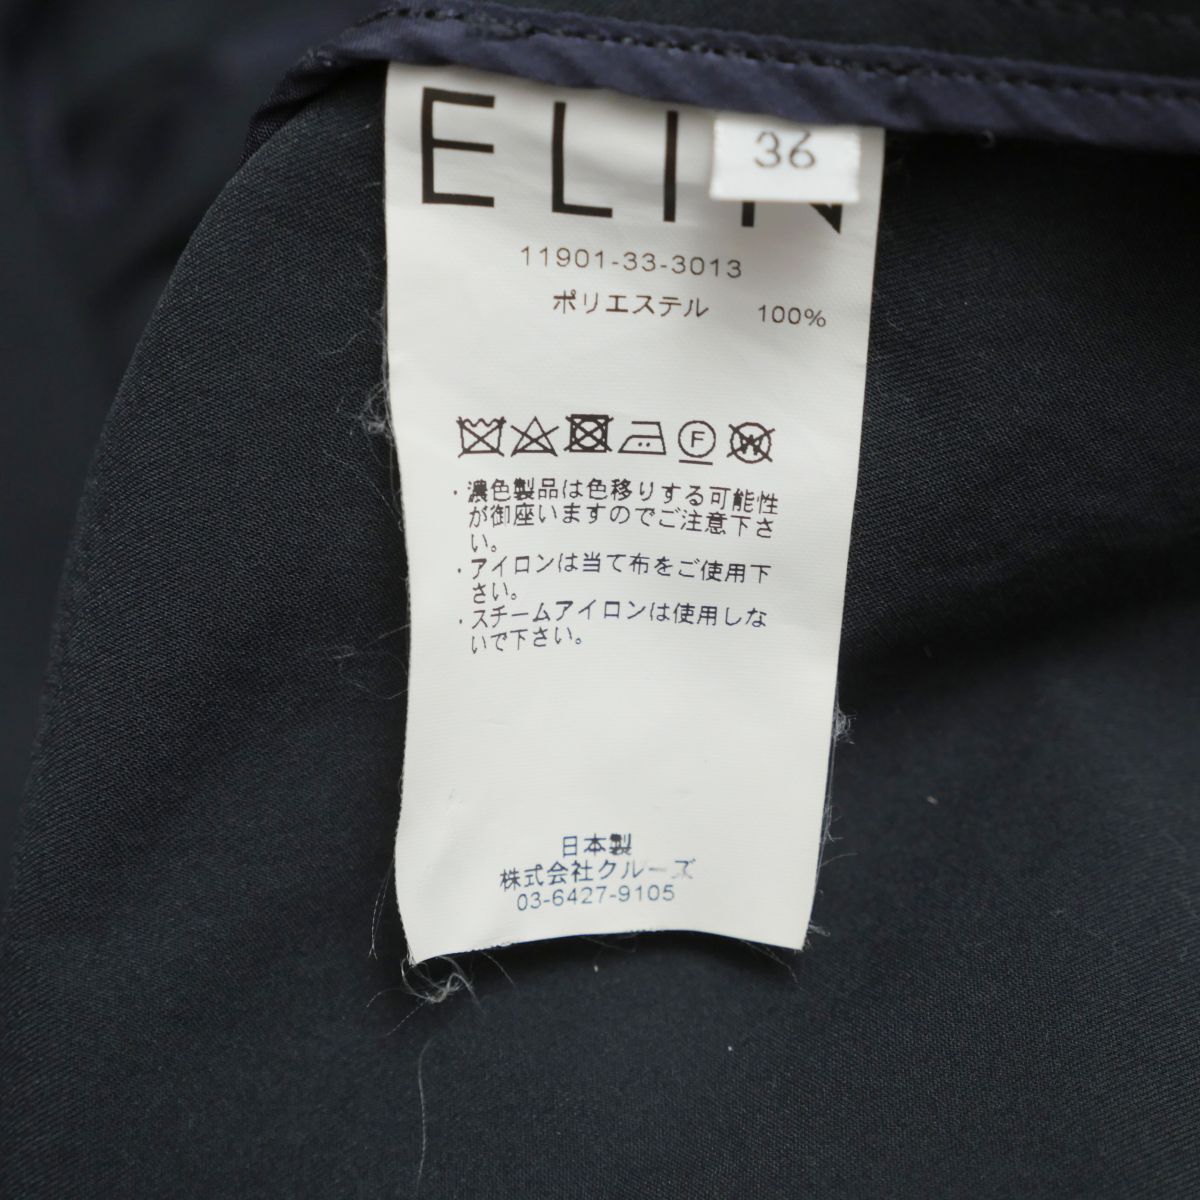 ELIN
36
11901-33-3013
ポリエステル 100%
F
W
・濃色製品は色移りする可能性
が御座いますのでご注意下さ
い。
・アイロンは当て布をご使用下
さい。
・スチームアイロンは使用しな
いで下さい。
日本製
株式会社クルーズ
03-6427-9105